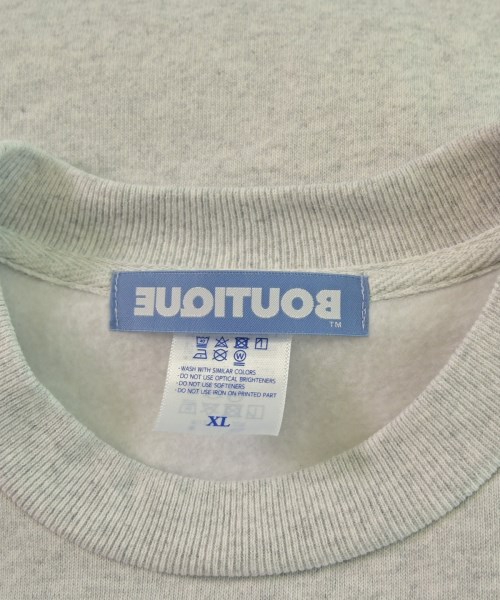 BOUTIQUE
TM
·WASH WITH SIMILAR COLORS
·DO NOT USE OPTICAL BRIGHTENERS
·DO NOT USE SOFTENERS
·DO NOT USE IRON ON PRINTED PART
XL